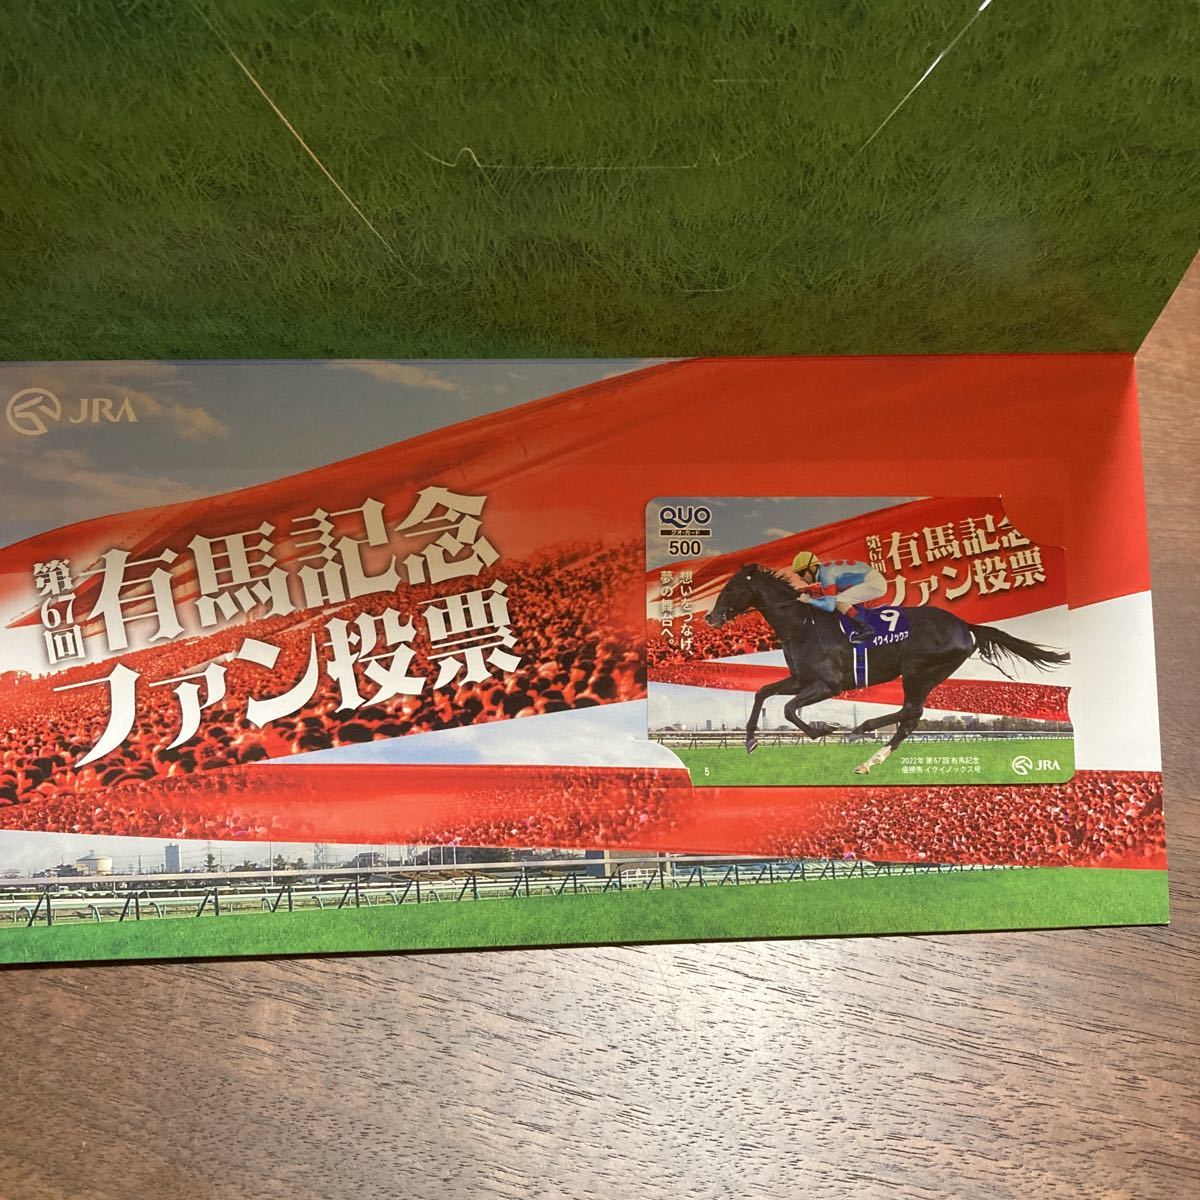 JRA
第67回
有馬記念
ファン投票
QUO
クオ・カード
500
想いをつなげ、
夢の舞台へ。
第67回
有馬記念
ファン投票
9
イクイノックス
5
2022年 第67回 有馬記念
優勝馬 イクイノックス号
JRA